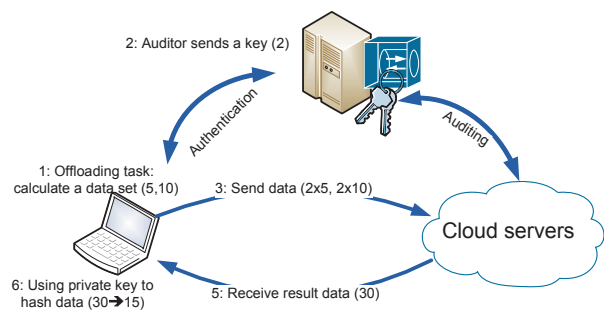 2: Auditor sends a key (2)
Authentication
Auditing
1: Offloading task:
calculate a data set (5,10)
3: Send data (2x5, 2x10)
Cloud servers
6: Using private key to
hash data (30➔15)
5: Receive result data (30)